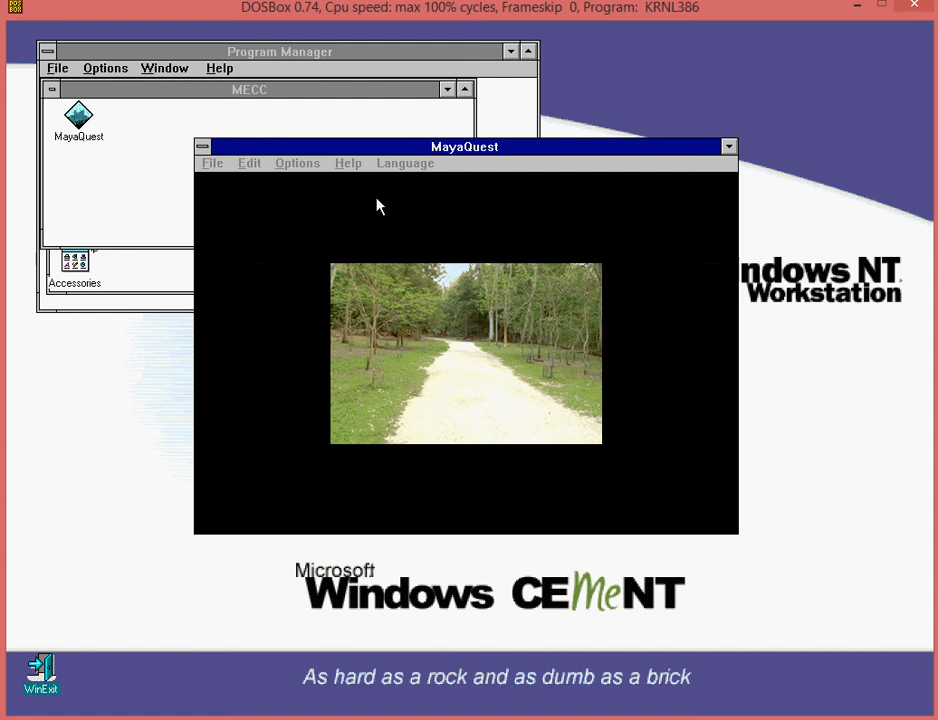 DOSBox 0.74, Cpu speed: max 100% cycles, Frameskip 0, Program: KRNL386
Program Manager
File Options Window Help
MECC
MayaQuest
MayaQuest
File Edit Options Help Language
Accessories
ndows NT
Workstation
Microsoft
Windows CEMeNT
WinExit
As hard as a rock and as dumb as a brick